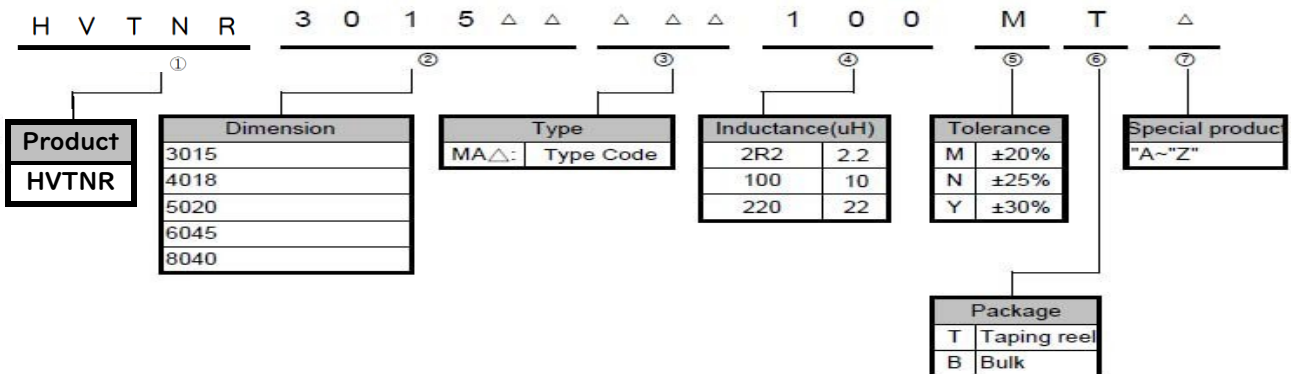 H V T N R 3 0 1 5 △ △ △ △ △ 1 0 0 M T △
① ② ③ ④ ⑤ ⑥ ⑦
Product
HVTNR
Dimension
3015
4018
5020
6045
8040
Type
MA△: Type Code
Inductance(uH)
2R2 2.2
100 10
220 22
Tolerance
M ±20%
N ±25%
Y ±30%
Special produc
"A~"Z"
Package
T Taping reel
B Bulk